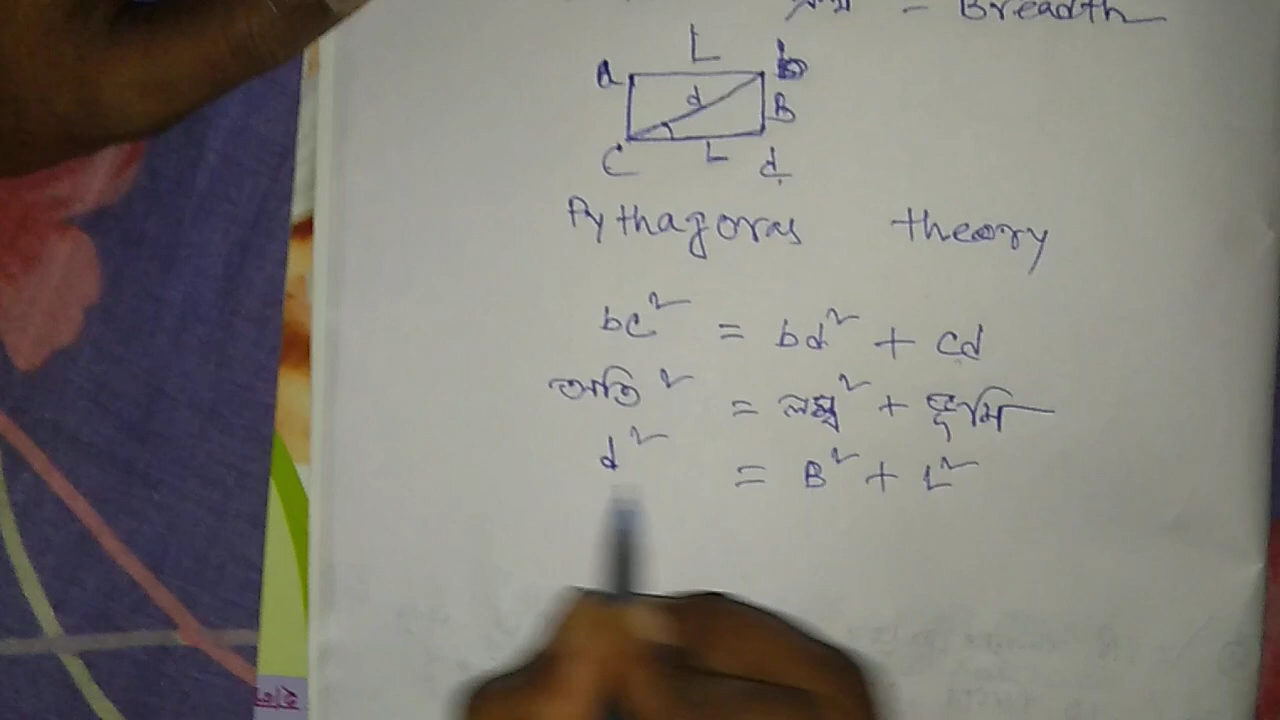 - Breadth
L
a b
d B
C L d
Pythagoras theory
bc² = bd² + cd
অতি² = লম্ব² + ভূমি
d² = B² + L²